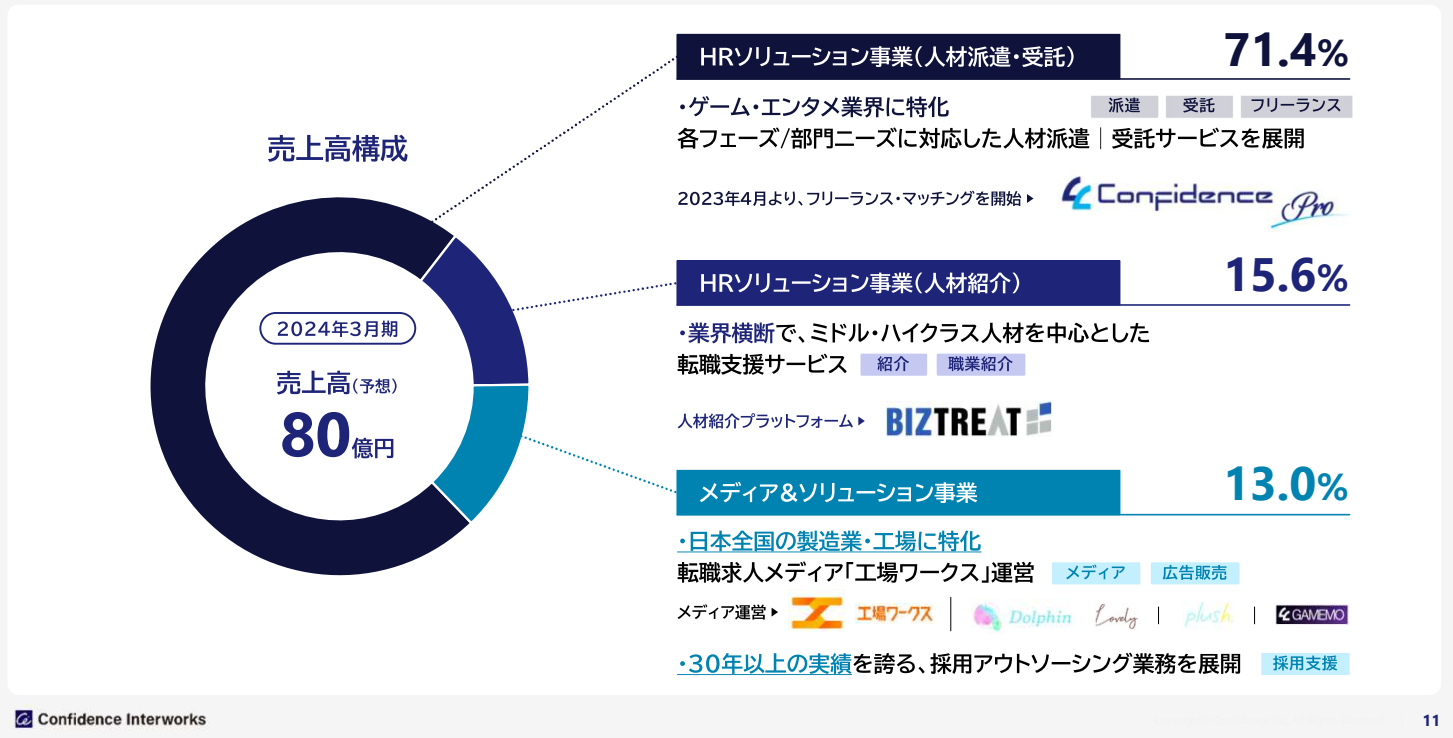 売上高構成
2024年3月期
売上高(予想)
80億円
HRソリューション事業(人材派遣・受託)
71.4%
・ゲーム・エンタメ業界に特化
派遣
受託
フリーランス
各フェーズ/部門ニーズに対応した人材派遣|受託サービスを展開
2023年4月より、フリーランス・マッチングを開始
Confidence Pro
HRソリューション事業(人材紹介)
15.6%
・業界横断で、ミドル・ハイクラス人材を中心とした
転職支援サービス
紹介
職業紹介
人材紹介プラットフォーム
BIZTREAT
メディア&ソリューション事業
13.0%
・日本全国の製造業・工場に特化
転職求人メディア「工場ワークス」運営
メディア
広告販売
メディア運営
工場ワークス
Dolphin
Lovely
plush.
GAMEMO
・30年以上の実績を誇る、採用アウトソーシング業務を展開
採用支援
Confidence Interworks
11